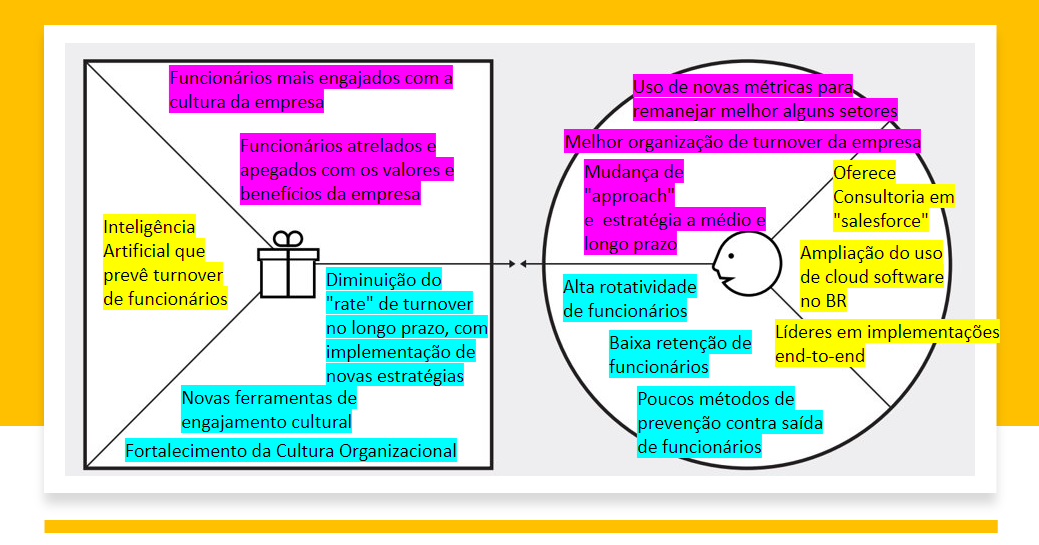 Funcionários mais engajados com a
cultura da empresa
Funcionários atrelados e
apegados com os valores e
benefícios da empresa
Inteligência
Artificial que
prevê turnover
de funcionários
Diminuição do
"rate" de turnover
no longo prazo, com
implementação de
novas estratégias
Novas ferramentas de
engajamento cultural
Fortalecimento da Cultura Organizacional
Uso de novas métricas para
remanejar melhor alguns setores
Melhor organização de turnover da empresa
Mudança de
"approach"
e estratégia a médio e
longo prazo
Oferece
Consultoria em
"salesforce"
Ampliação do uso
de cloud software
no BR
Líderes em implementações
end-to-end
Alta rotatividade
de funcionários
Baixa retenção de
funcionários
Poucos métodos de
prevenção contra saída
de funcionários